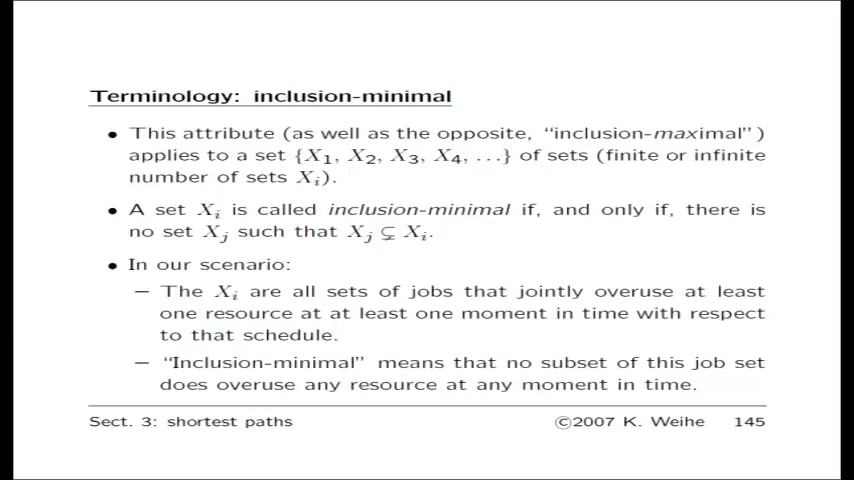 Terminology: inclusion-minimal
• This attribute (as well as the opposite, “inclusion-maximal”)
applies to a set {X₁, X₂, X₃, X₄, ...} of sets (finite or infinite
number of sets Xᵢ).
• A set Xᵢ is called inclusion-minimal if, and only if, there is
no set Xⱼ such that Xⱼ ⊊ Xᵢ.
• In our scenario:
– The Xᵢ are all sets of jobs that jointly overuse at least
one resource at at least one moment in time with respect
to that schedule.
– “Inclusion-minimal” means that no subset of this job set
does overuse any resource at any moment in time.
Sect. 3: shortest paths ©2007 K. Weihe 145